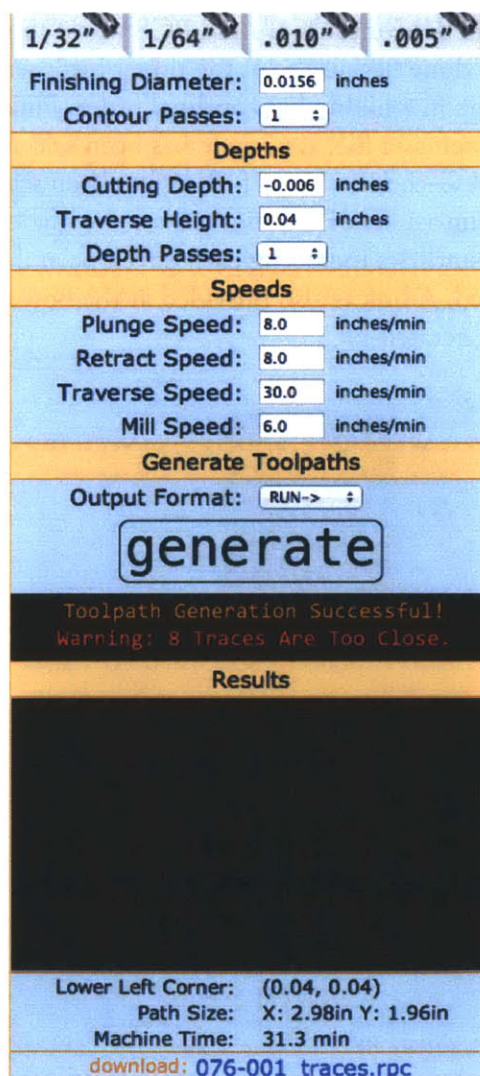 1/32" 1/64" .010" .005"
Finishing Diameter: 0.0156 inches
Contour Passes: 1
Depths
Cutting Depth: -0.006 inches
Traverse Height: 0.04 inches
Depth Passes: 1
Speeds
Plunge Speed: 8.0 inches/min
Retract Speed: 8.0 inches/min
Traverse Speed: 30.0 inches/min
Mill Speed: 6.0 inches/min
Generate Toolpaths
Output Format: RUN->
generate
Toolpath Generation Successful!
Warning: 8 Traces Are Too Close.
Results
Lower Left Corner: (0.04, 0.04)
Path Size: X: 2.98in Y: 1.96in
Machine Time: 31.3 min
download: 076-001_traces.rpc